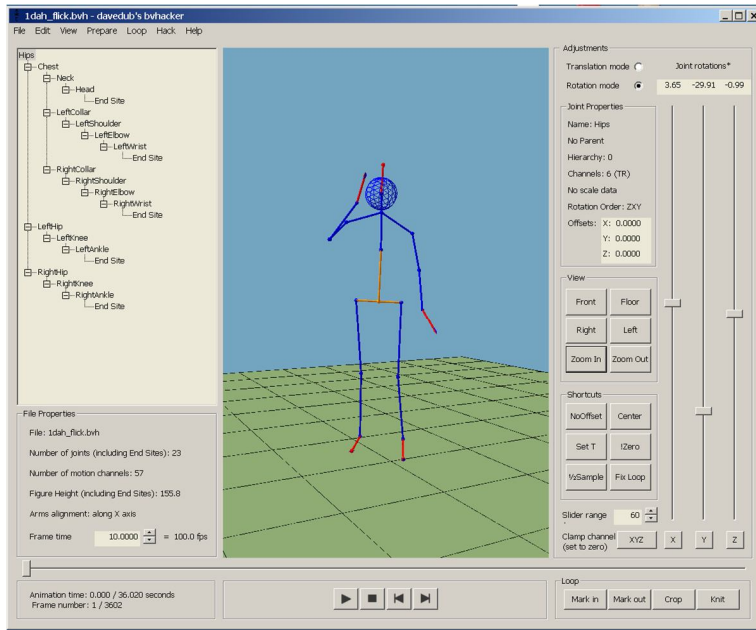 1dah_flick.bvh - davedub's bvhacker
File Edit View Prepare Loop Hack Help
Hips
Chest
Neck
Head
End Site
LeftCollar
LeftShoulder
LeftElbow
LeftWrist
End Site
RightCollar
RightShoulder
RightElbow
RightWrist
End Site
LeftHip
LeftKnee
LeftAnkle
End Site
RightHip
RightKnee
RightAnkle
End Site
File Properties
File: 1dah_flick.bvh
Number of joints (including End Sites): 23
Number of motion channels: 57
Figure Height (including End Sites): 155.8
Arms alignment: along X axis
Frame time 10.0000 = 100.0 fps
Adjustments
Translation mode Joint rotations*
Rotation mode 3.65 -29.91 -0.99
Joint Properties
Name: Hips
No Parent
Hierarchy: 0
Channels: 6 (TR)
No scale data
Rotation Order: ZXY
Offsets: X: 0.0000
Y: 0.0000
Z: 0.0000
View
Front Floor
Right Left
Zoom In Zoom Out
Shortcuts
NoOffset Center
Set T !Zero
½Sample Fix Loop
Slider range 60
Clamp channel (set to zero) XYZ X Y Z
Animation time: 0.000 / 36.020 seconds
Frame number: 1 / 3602
Loop
Mark in Mark out Crop Knit